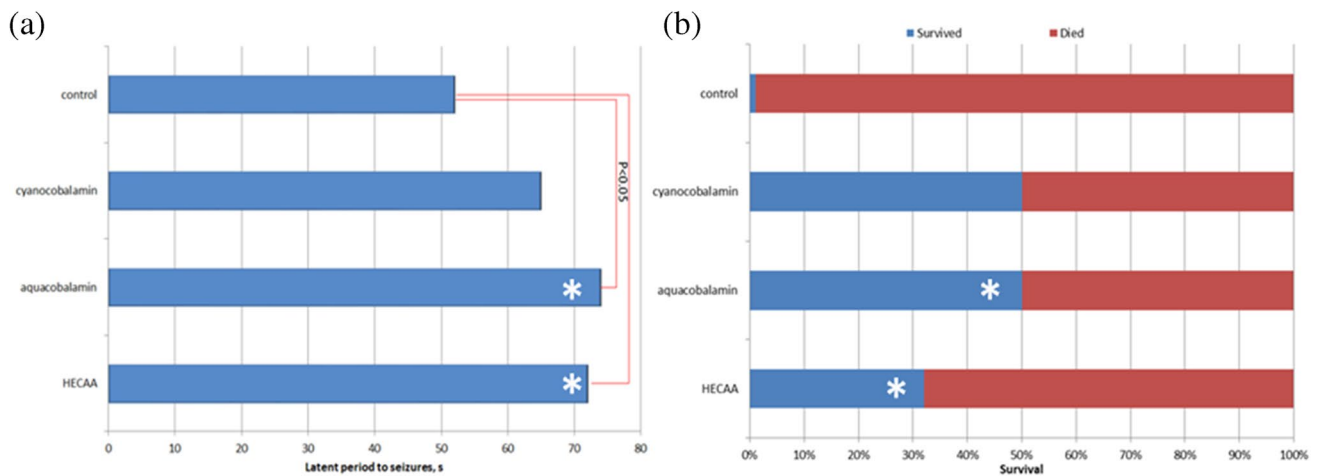 (a)
control
cyanocobalamin
aquacobalamin
HECAA
P<0.05
*
*
0 10 20 30 40 50 60 70 80
Latent period to seizures, s
(b)
Survived Died
control
cyanocobalamin
aquacobalamin
HECAA
*
*
0% 10% 20% 30% 40% 50% 60% 70% 80% 90% 100%
Survival